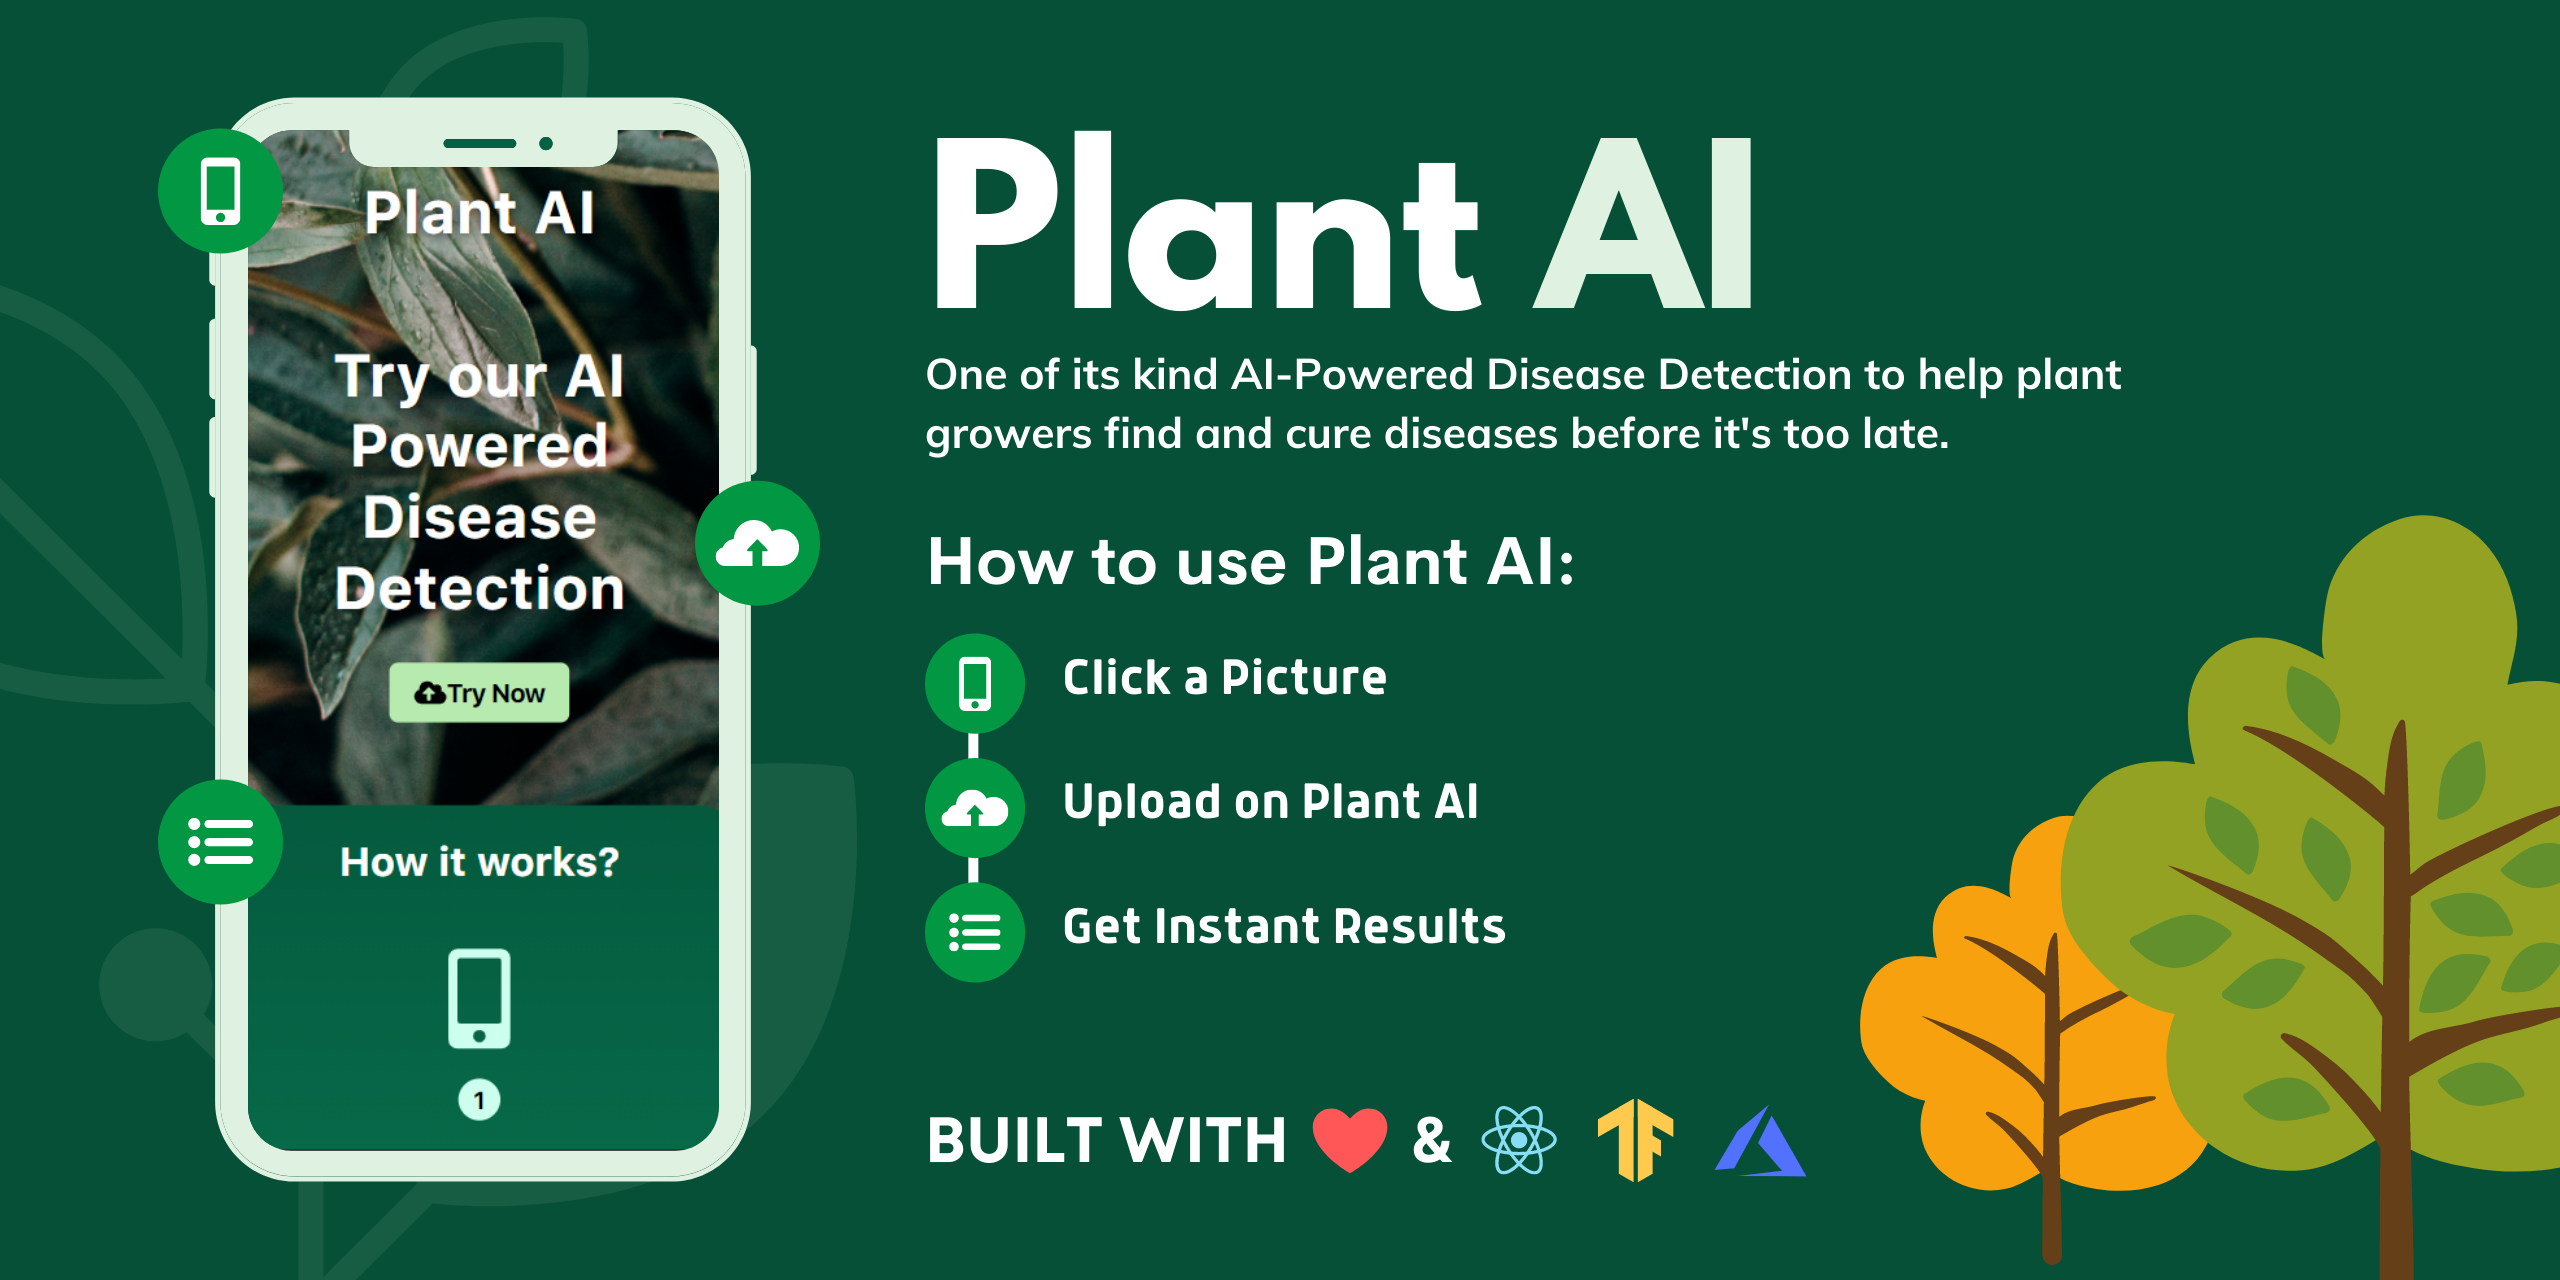 Plant AI
Try our AI
Powered
Disease
Detection
Try Now
How it works?
1
Plant AI
One of its kind AI-Powered Disease Detection to help plant
growers find and cure diseases before it's too late.
How to use Plant AI:
Click a Picture
Upload on Plant AI
Get Instant Results
BUILT WITH &